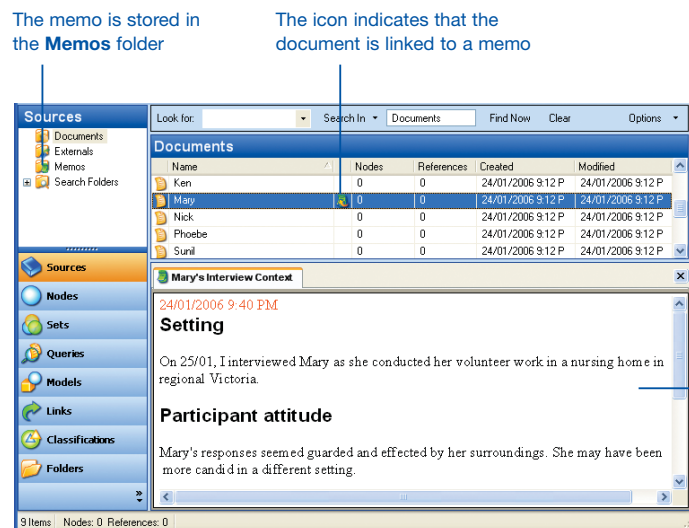 The memo is stored in
the Memos folder
The icon indicates that the
document is linked to a memo
Sources
Documents
Externals
Memos
Search Folders
Look for:
Search In
Documents
Find Now
Clear
Options
Documents
Name Nodes References Created Modified
Ken 0 0 24/01/2006 9:12 P 24/01/2006 9:12 P
Mary 0 0 24/01/2006 9:12 P 24/01/2006 9:12 P
Nick 0 0 24/01/2006 9:12 P 24/01/2006 9:12 P
Phoebe 0 0 24/01/2006 9:12 P 24/01/2006 9:12 P
Sunil 0 0 24/01/2006 9:12 P 24/01/2006 9:12 P
Sources
Nodes
Sets
Queries
Models
Links
Classifications
Folders
Mary's Interview Context
24/01/2006 9:40 PM
Setting
On 25/01, I interviewed Mary as she conducted her volunteer work in a nursing home in
regional Victoria.
Participant attitude
Mary's responses seemed guarded and effected by her surroundings. She may have been
more candid in a different setting.
9 Items Nodes: 0 References: 0